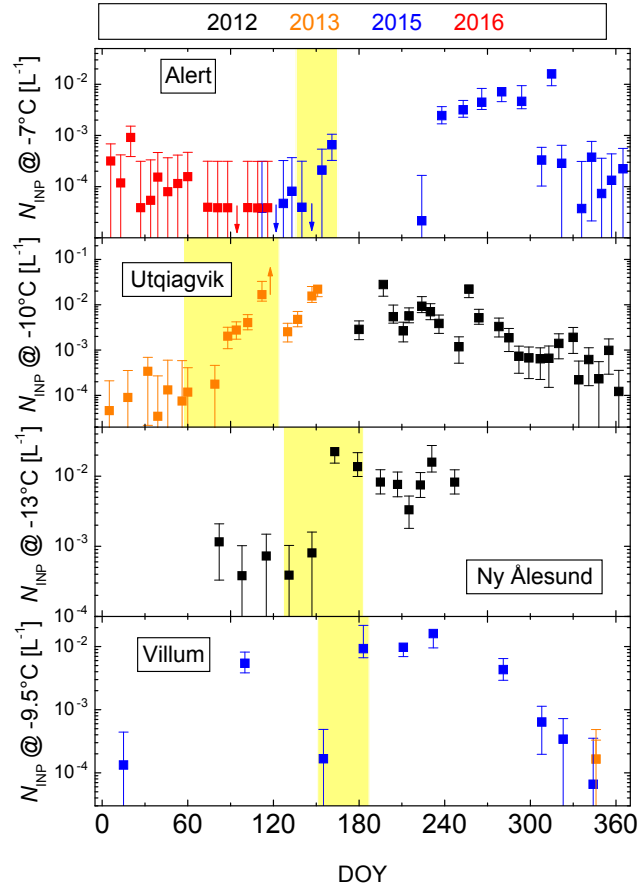 2012 2013 2015 2016
Alert
N_INP @ -7°C [L⁻¹]
10⁻²
10⁻³
10⁻⁴
Utqiagvik
N_INP @ -10°C [L⁻¹]
10⁻¹
10⁻²
10⁻³
10⁻⁴
Ny Ålesund
N_INP @ -13°C [L⁻¹]
10⁻²
10⁻³
10⁻⁴
Villum
N_INP @ -9.5°C [L⁻¹]
10⁻²
10⁻³
10⁻⁴
0 60 120 180 240 300 360
DOY